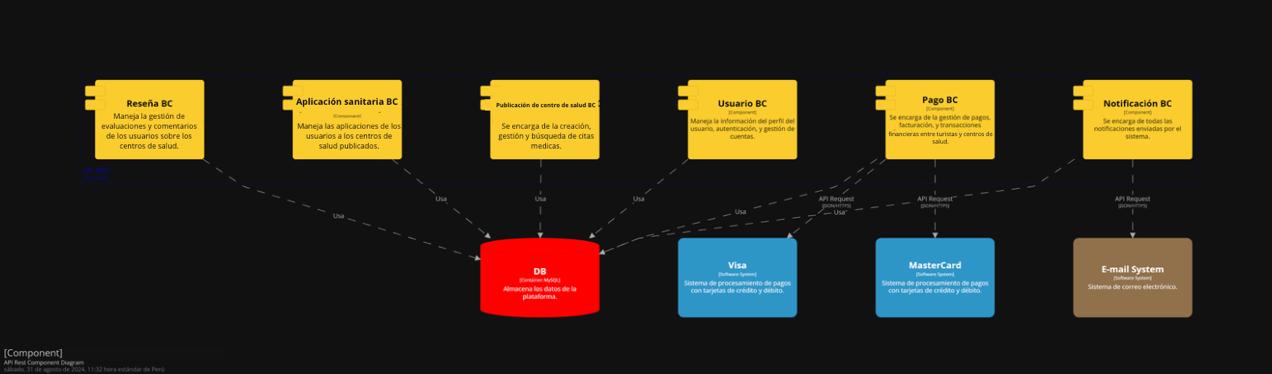 Reseña BC
Maneja la gestión de
evaluaciones y comentarios
de los usuarios sobre los
centros de salud.
Aplicación sanitaria BC
[Component]
Maneja las aplicaciones de los
usuarios a los centros de
salud publicados.
Publicación de centro de salud BC
Se encarga de la creación,
gestión y búsqueda de citas
medicas.
Usuario BC
[Component]
Maneja la información del perfil del
usuario, autenticación, y gestión de
cuentas.
Pago BC
[Component]
Se encarga de la gestión de pagos,
facturación, y transacciones
financieras entre turistas y centros de
salud.
Notificación BC
[Component]
Se encarga de todas las
notificaciones enviadas por el
sistema.
Usa
Usa
Usa
Usa
Usa
API Request
[JSON/HTTPS]
Usa
API Request
[JSON/HTTPS]
API Request
[JSON/HTTPS]
DB
[Container: MySQL]
Almacena los datos de la
plataforma.
Visa
[Software System]
Sistema de procesamiento de pagos
con tarjetas de crédito y débito.
MasterCard
[Software System]
Sistema de procesamiento de pagos
con tarjetas de crédito y débito.
E-mail System
[Software System]
Sistema de correo electrónico.
[Component]
API Rest Component Diagram
sábado, 31 de agosto de 2024, 11:32 hora estándar de Perú